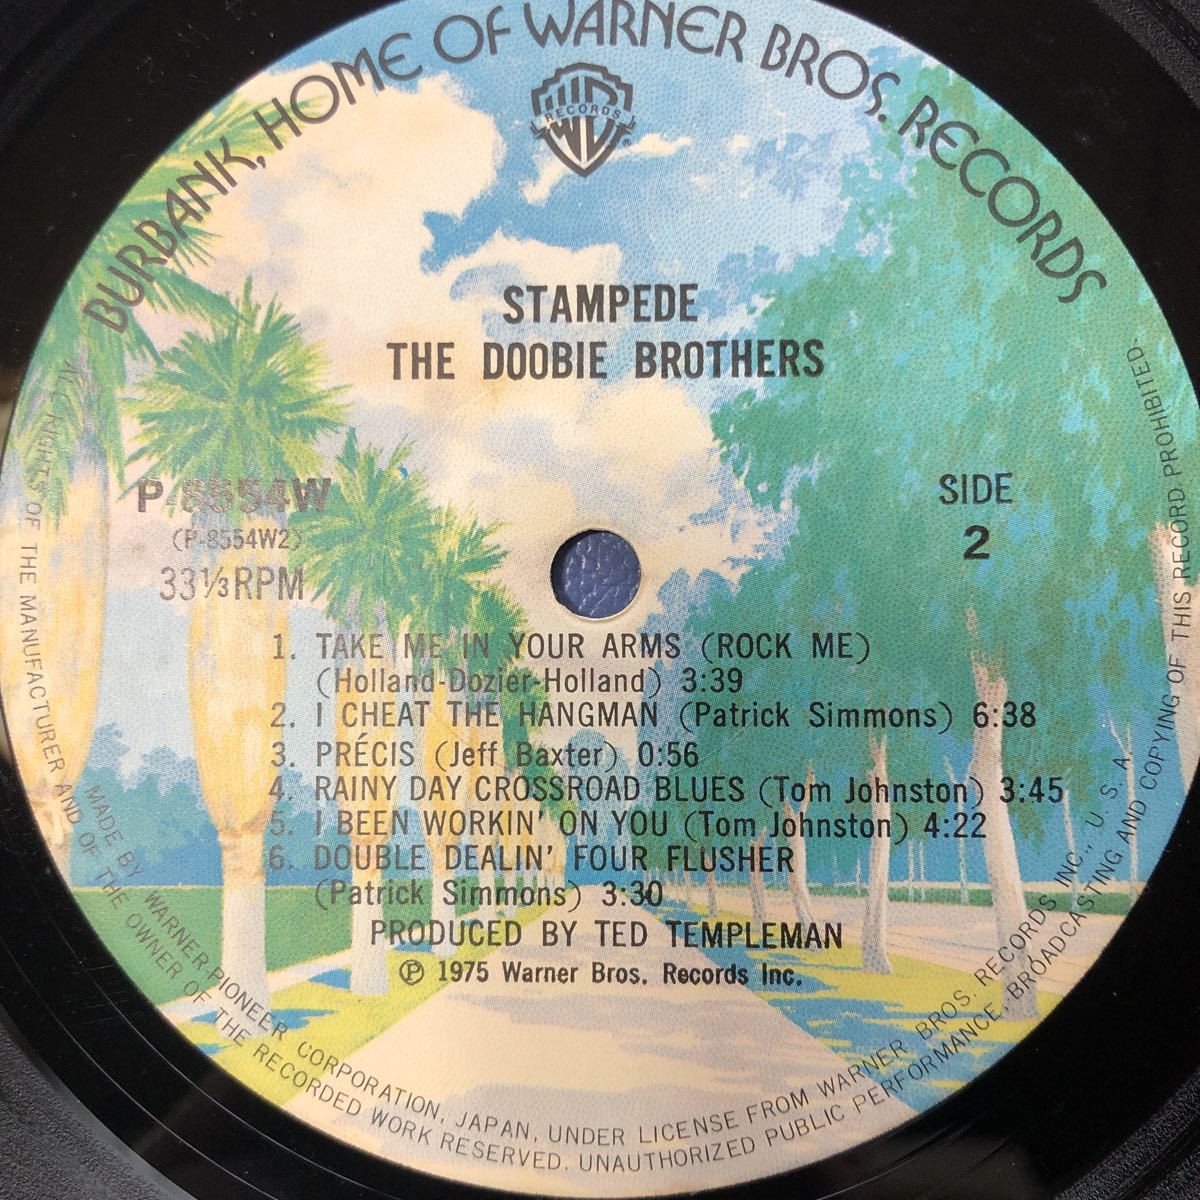 BURBANK, HOME OF WARNER BROS. RECORDS
RECORDS
®
STAMPEDE
THE DOOBIE BROTHERS
P-8554W
(P-8554W2)
33⅓ RPM
SIDE
2
1. TAKE ME IN YOUR ARMS (ROCK ME)
(Holland-Dozier-Holland) 3:39
2. I CHEAT THE HANGMAN (Patrick Simmons) 6:38
3. PRÉCIS (Jeff Baxter) 0:56
4. RAINY DAY CROSSROAD BLUES (Tom Johnston) 3:45
5. I BEEN WORKIN' ON YOU (Tom Johnston) 4:22
6. DOUBLE DEALIN' FOUR FLUSHER
(Patrick Simmons) 3:30
PRODUCED BY TED TEMPLEMAN
℗ 1975 Warner Bros. Records Inc.
MADE BY WARNER-PIONEER CORPORATION, JAPAN, UNDER LICENSE FROM WARNER BROS. RECORDS INC., U. S. A.
ALL RIGHTS OF THE MANUFACTURER AND OF THE OWNER OF THE RECORDED WORK RESERVED. UNAUTHORIZED PUBLIC PERFORMANCE, BROADCASTING AND COPYING OF THIS RECORD PROHIBITED.